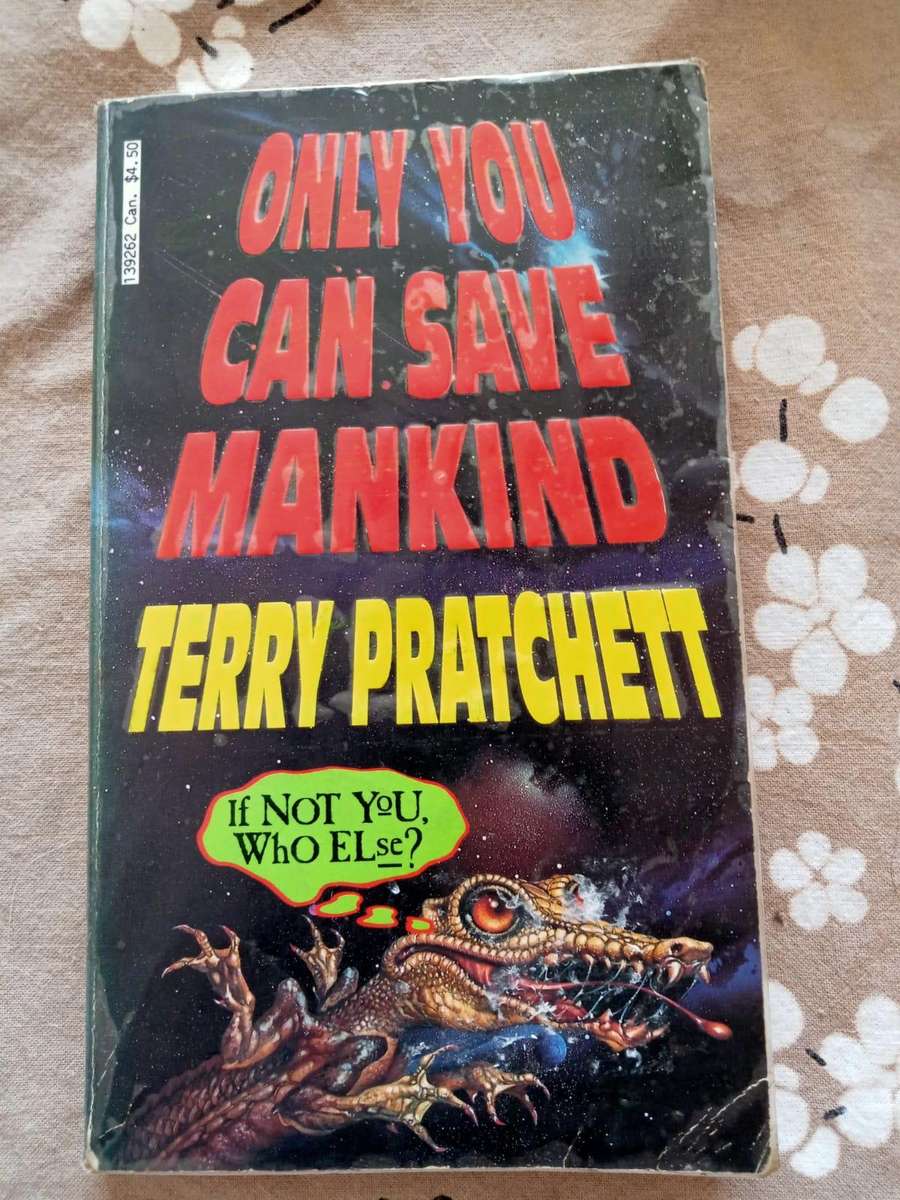 139262 Can. $4.50
ONLY YOU
CAN SAVE
MANKIND
TERRY PRATCHETT
If NOT YoU,
WhO ELse?